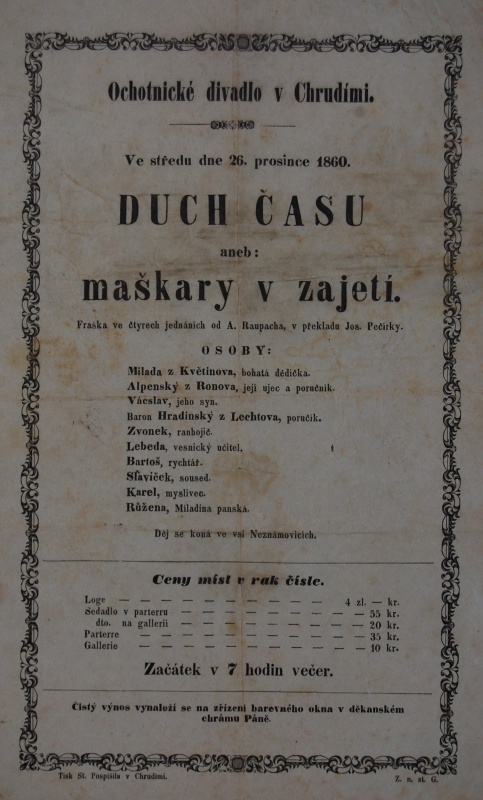 Ochotnické divadlo v Chrudími.
Ve středu dne 26. prosince 1860.
DUCH ČASU
aneb:
maškary v zajetí.
Fraška ve čtyrech jednáních od A. Raupacha, v překladu Jos. Pečírky.
OSOBY:
Milada z Květinova, bohatá dědička.
Alpenský z Ronova, její ujec a poručník.
Vácslav, jeho syn.
Baron Hradinský z Lechtova, poručík.
Zvonek, ranhojič.
Lebeda, vesnický učitel.
Bartoš, rychtář.
Slavíček, soused.
Karel, myslivec.
Růžena, Miladina panská.
Děj se koná ve vsi Neznámovicích.
Ceny míst v rak. čísle.
Loge — — — — — — — — — — 4 zl. — kr.
Sedadlo v parterru — — — — — — — — 55 kr.
dto. na gallerii — — — — — — — — 20 kr.
Parterre — — — — — — — — — 35 kr.
Gallerie — — — — — — — — — 10 kr.
Začátek v 7 hodin večer.
Čistý výnos vynaloží se na zřízení barevného okna v děkanském
chrámu Páně.
Tisk St. Pospíšila v Chrudimi.
Z. n. st. G.